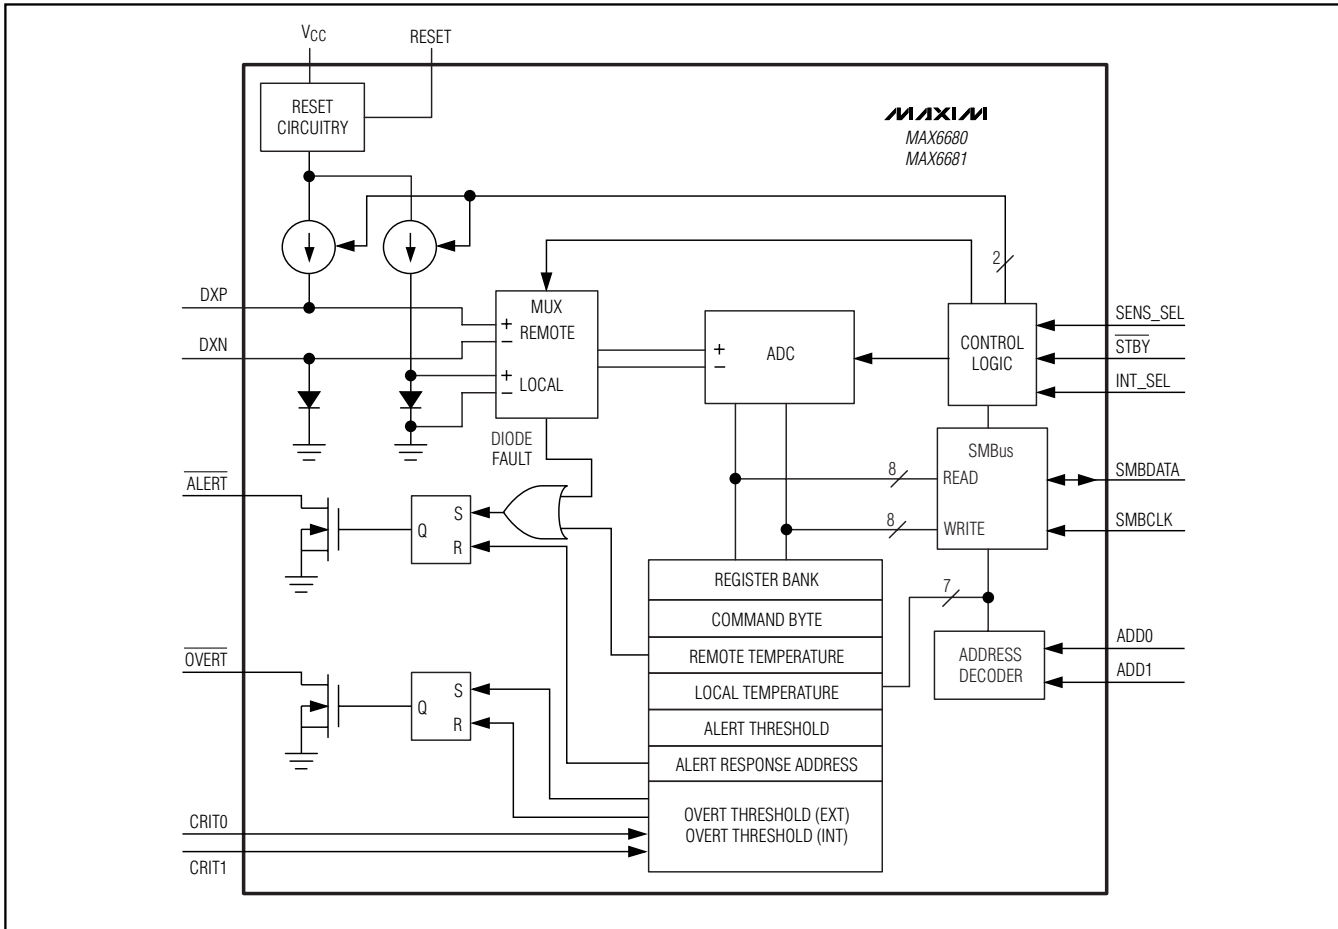 VCC
RESET
RESET
CIRCUITRY
MAXIM
MAX6680
MAX6681
2
DXP
DXN
MUX
+ REMOTE
−
+ LOCAL
−
+
−
ADC
CONTROL
LOGIC
SENS_SEL
STBY
INT_SEL
DIODE
FAULT
ALERT
Q
S
R
SMBus
8
READ
8
WRITE
SMBDATA
SMBCLK
REGISTER BANK
COMMAND BYTE
REMOTE TEMPERATURE
LOCAL TEMPERATURE
ALERT THRESHOLD
ALERT RESPONSE ADDRESS
OVERT THRESHOLD (EXT)
OVERT THRESHOLD (INT)
7
ADDRESS
DECODER
ADD0
ADD1
OVERT
Q
S
R
CRIT0
CRIT1